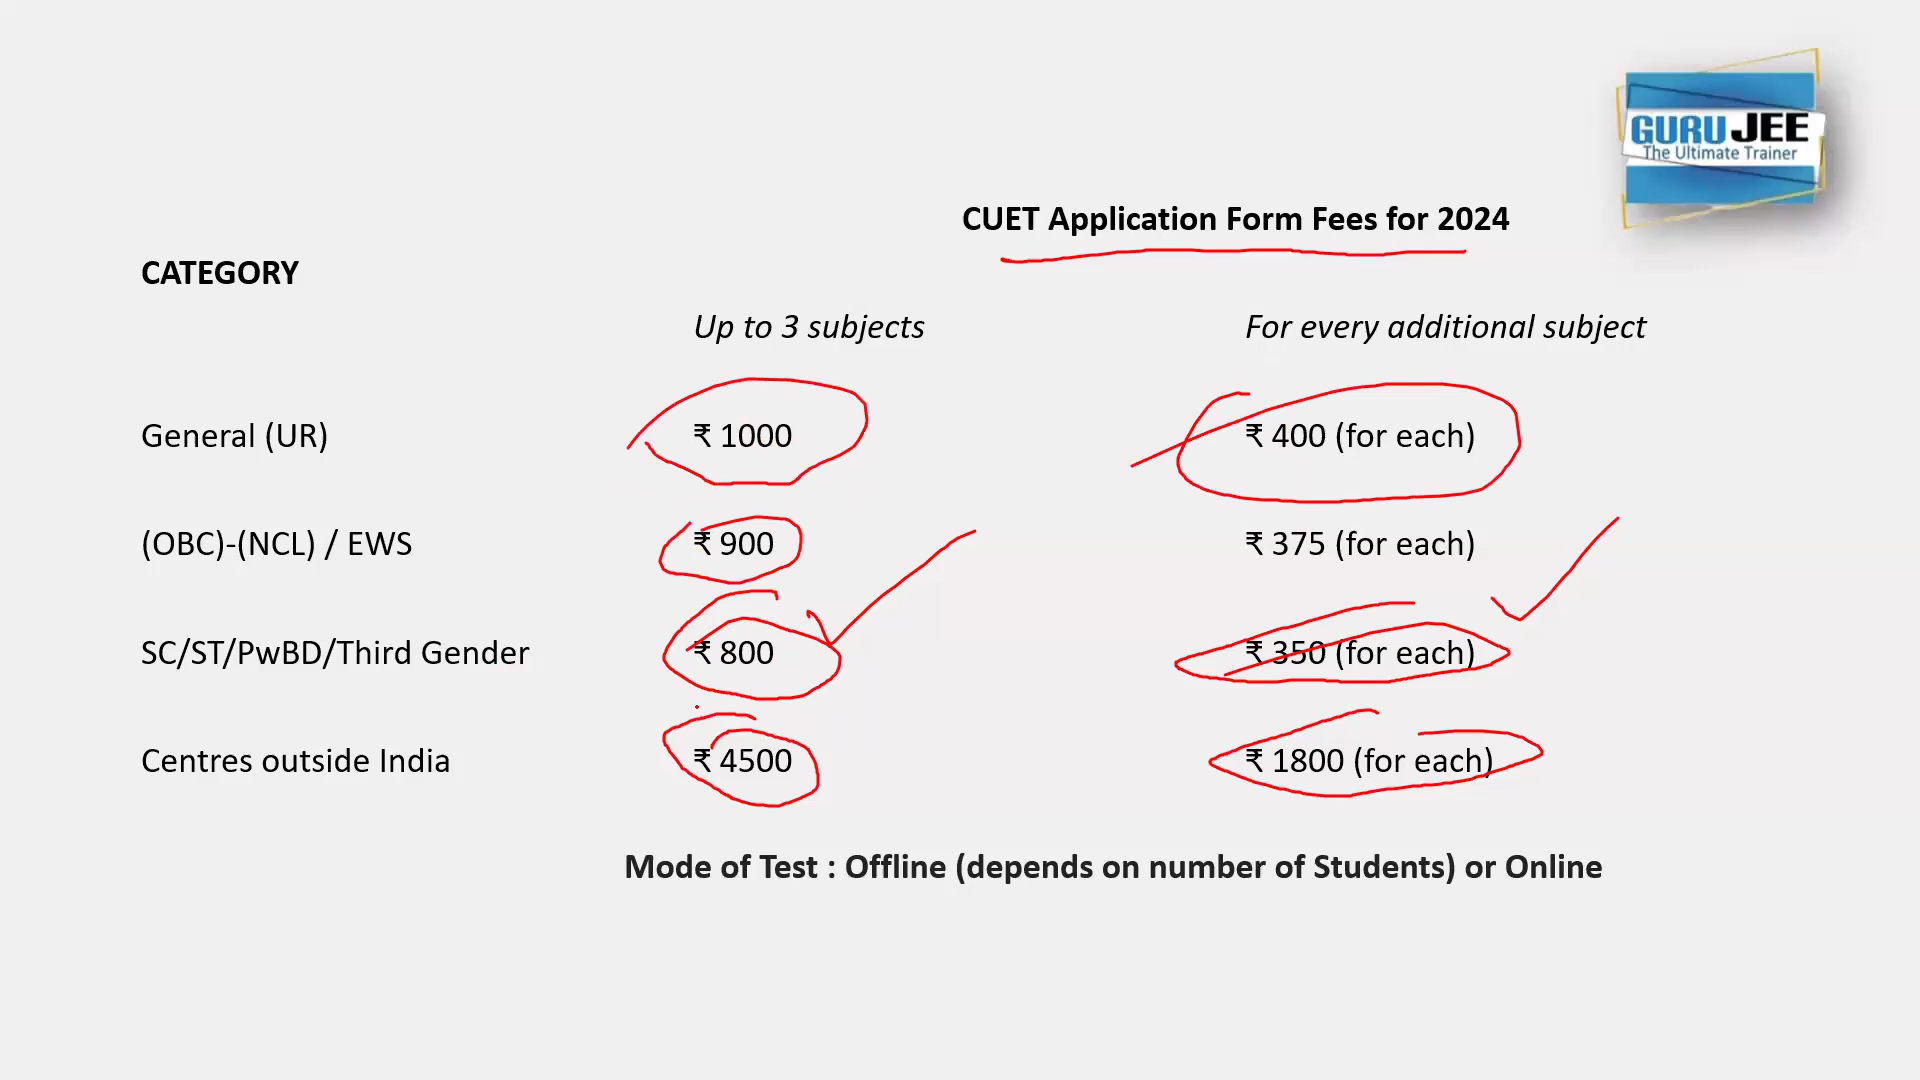 GURU JEE
The Ultimate Trainer
CUET Application Form Fees for 2024
CATEGORY
Up to 3 subjects For every additional subject
General (UR) ₹ 1000 ₹ 400 (for each)
(OBC)-(NCL) / EWS ₹ 900 ₹ 375 (for each)
SC/ST/PwBD/Third Gender ₹ 800 ₹ 350 (for each)
Centres outside India ₹ 4500 ₹ 1800 (for each)
Mode of Test : Offline (depends on number of Students) or Online